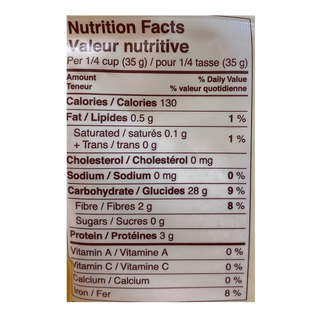 Nutrition Facts
Valeur nutritive
Per 1/4 cup (35 g) / pour 1/4 tasse (35 g)
Amount % Daily Value
Teneur % valeur quotidienne
Calories / Calories 130
Fat / Lipides 0.5 g 1 %
Saturated / saturés 0.1 g
+ Trans / trans 0 g 1 %
Cholesterol / Cholestérol 0 mg
Sodium / Sodium 0 mg 0 %
Carbohydrate / Glucides 28 g 9 %
Fibre / Fibres 2 g 8 %
Sugars / Sucres 0 g
Protein / Protéines 3 g
Vitamin A / Vitamine A 0 %
Vitamin C / Vitamine C 0 %
Calcium / Calcium 0 %
Iron / Fer 8 %